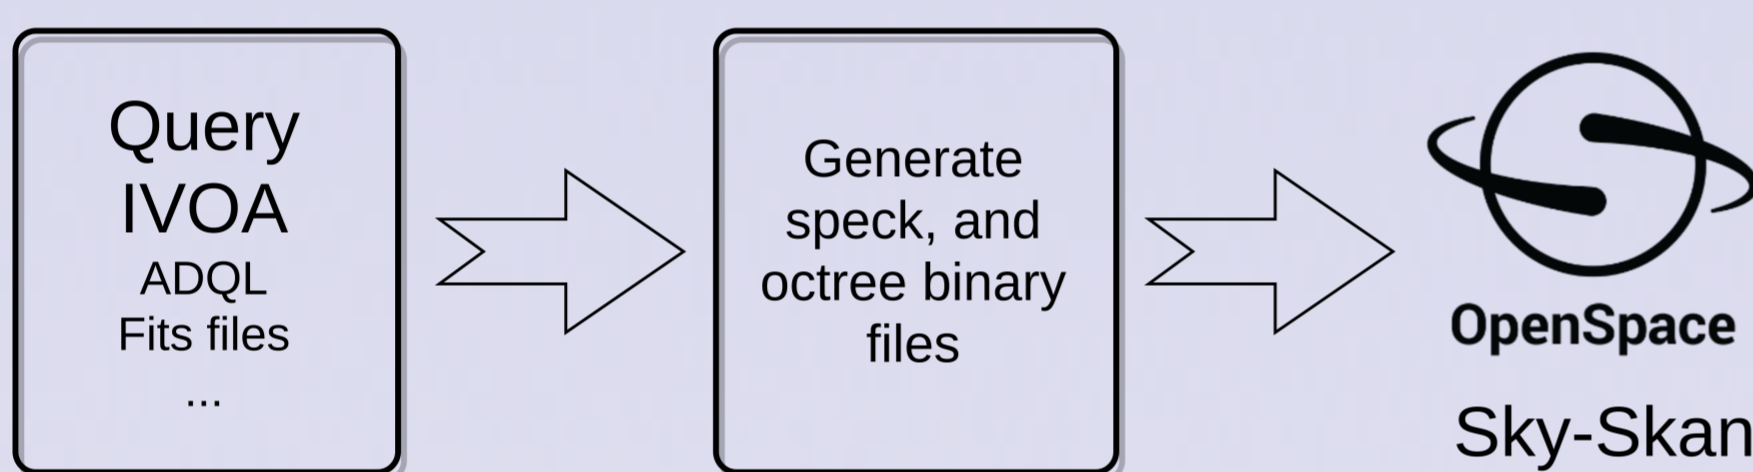 Query
IVOA
ADQL
Fits files
...
Generate
speck, and
octree binary
files
OpenSpace
Sky-Skan